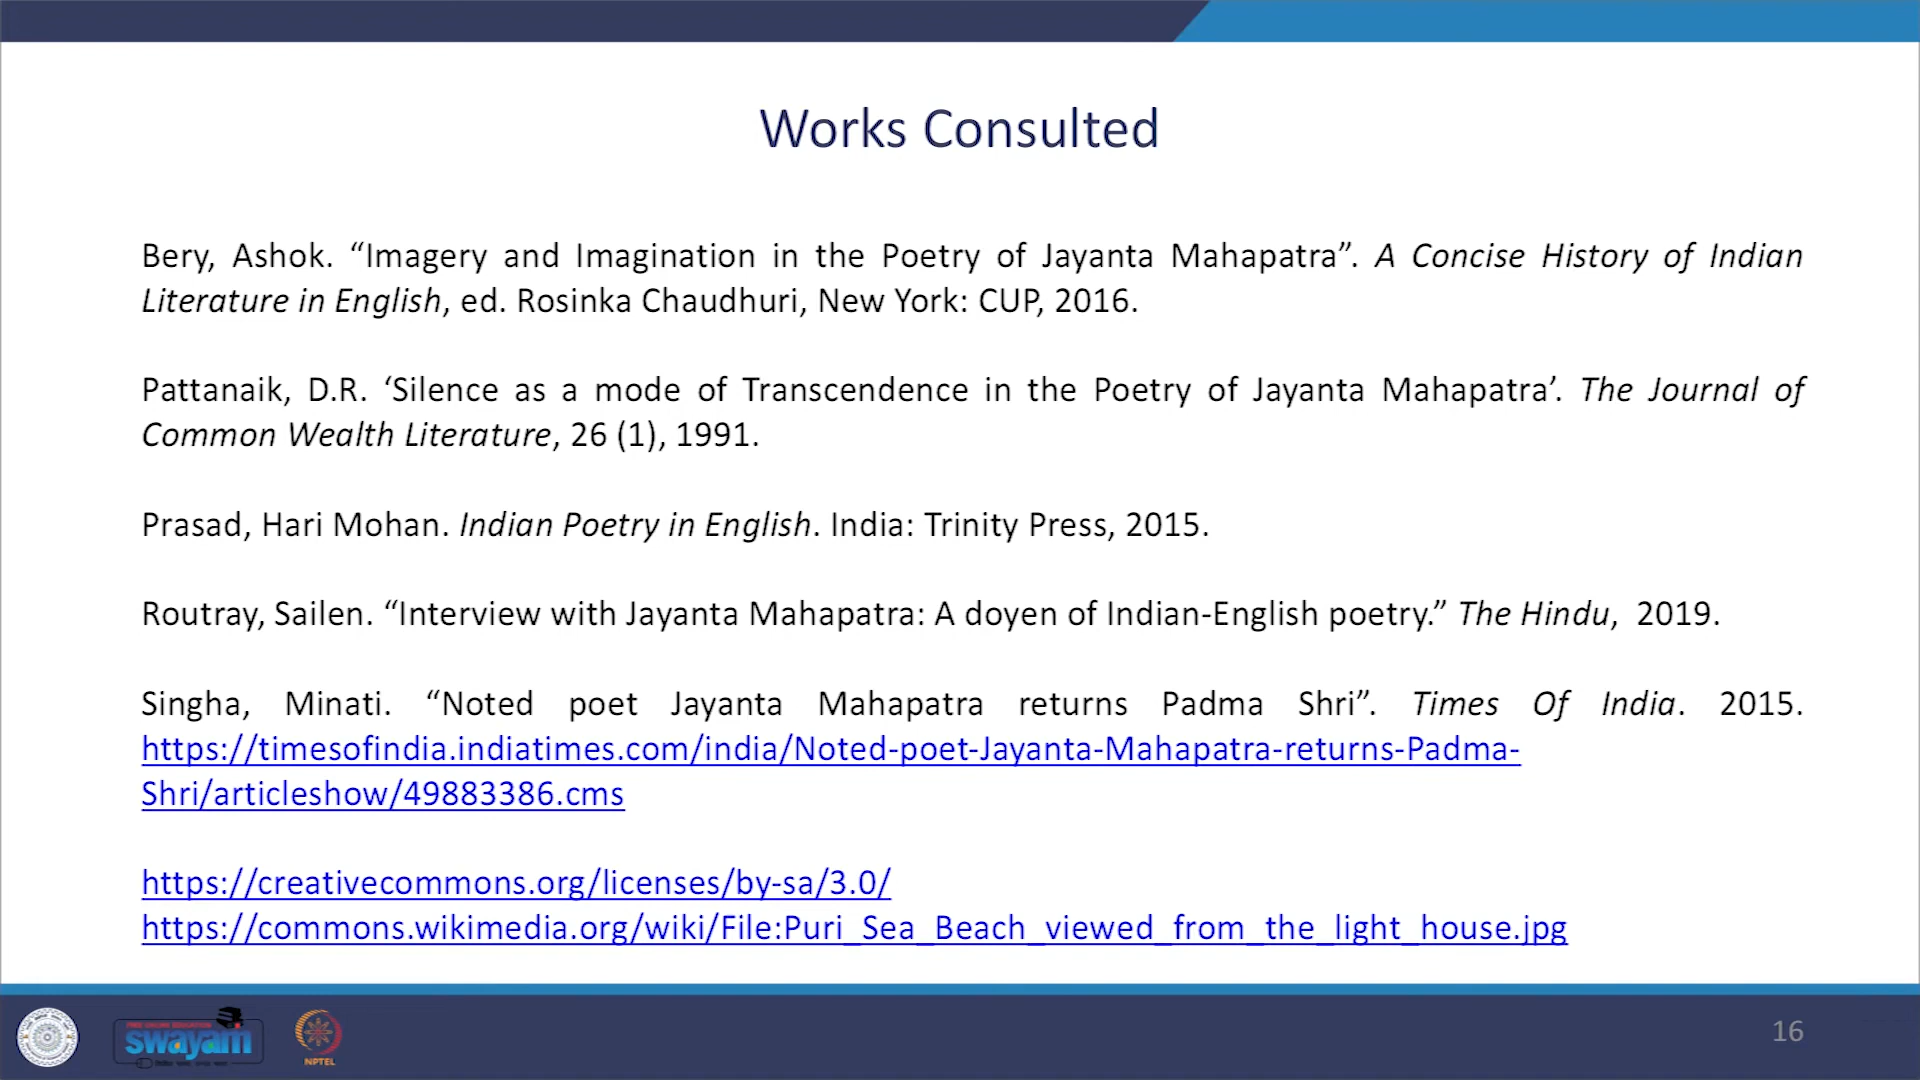 Works Consulted
Bery, Ashok. “Imagery and Imagination in the Poetry of Jayanta Mahapatra”. A Concise History of Indian
Literature in English, ed. Rosinka Chaudhuri, New York: CUP, 2016.
Pattanaik, D.R. ‘Silence as a mode of Transcendence in the Poetry of Jayanta Mahapatra’. The Journal of
Common Wealth Literature, 26 (1), 1991.
Prasad, Hari Mohan. Indian Poetry in English. India: Trinity Press, 2015.
Routray, Sailen. “Interview with Jayanta Mahapatra: A doyen of Indian-English poetry.” The Hindu, 2019.
Singha, Minati. “Noted poet Jayanta Mahapatra returns Padma Shri”. Times Of India. 2015.
https://timesofindia.indiatimes.com/india/Noted-poet-Jayanta-Mahapatra-returns-Padma-
Shri/articleshow/49883386.cms
https://creativecommons.org/licenses/by-sa/3.0/
https://commons.wikimedia.org/wiki/File:Puri_Sea_Beach_viewed_from_the_light_house.jpg
FREE ONLINE EDUCATION
swayam
NPTEL
16